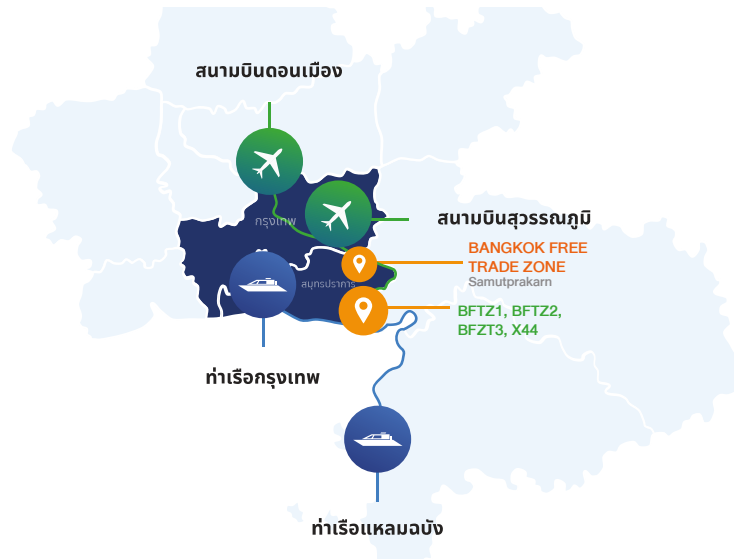 สนามบินดอนเมือง
กรุงเทพ
สนามบินสุวรรณภูมิ
BANGKOK FREE
TRADE ZONE
Samutprakarn
สมุทรปราการ
BFTZ1, BFTZ2,
BFZT3, X44
ท่าเรือกรุงเทพ
ท่าเรือแหลมฉบัง